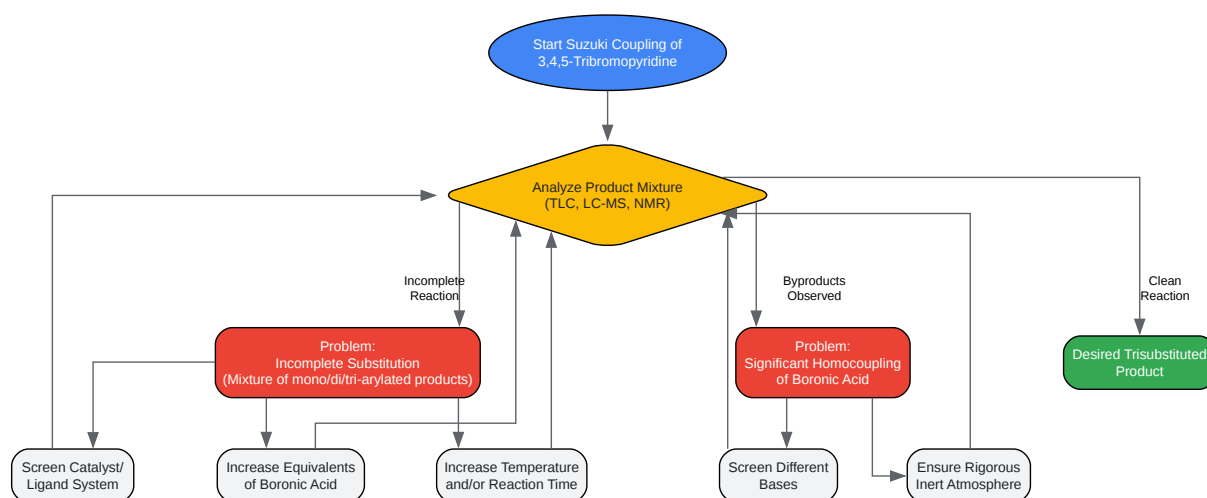 Start Suzuki Coupling of
3,4,5-Tribromopyridine
Analyze Product Mixture
(TLC, LC-MS, NMR)
Incomplete
Reaction
Byproducts
Observed
Clean
Reaction
Problem:
Incomplete Substitution
(Mixture of mono/di/tri-arylated products)
Problem:
Significant Homocoupling
of Boronic Acid
Desired Trisubstituted
Product
Screen Catalyst/
Ligand System
Increase Equivalents
of Boronic Acid
Increase Temperature
and/or Reaction Time
Screen Different
Bases
Ensure Rigorous
Inert Atmosphere